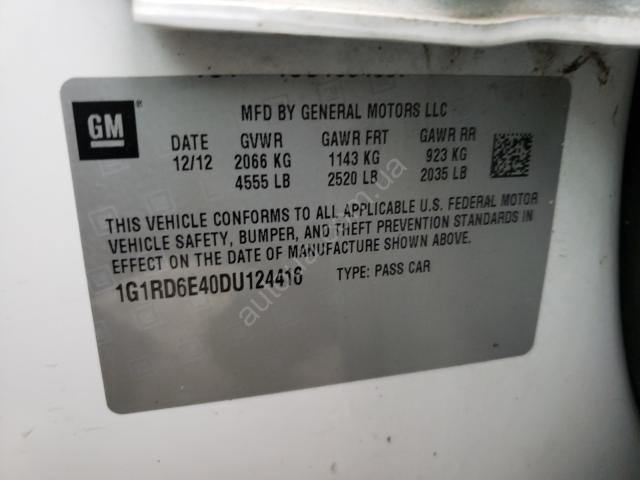 GM
MFD BY GENERAL MOTORS LLC
DATE GVWR GAWR FRT GAWR RR
12/12 2066 KG 1143 KG 923 KG
4555 LB 2520 LB 2035 LB
THIS VEHICLE CONFORMS TO ALL APPLICABLE U.S. FEDERAL MOTOR
VEHICLE SAFETY, BUMPER, AND THEFT PREVENTION STANDARDS IN
EFFECT ON THE DATE OF MANUFACTURE SHOWN ABOVE.
1G1RD6E40DU124416 TYPE: PASS CAR